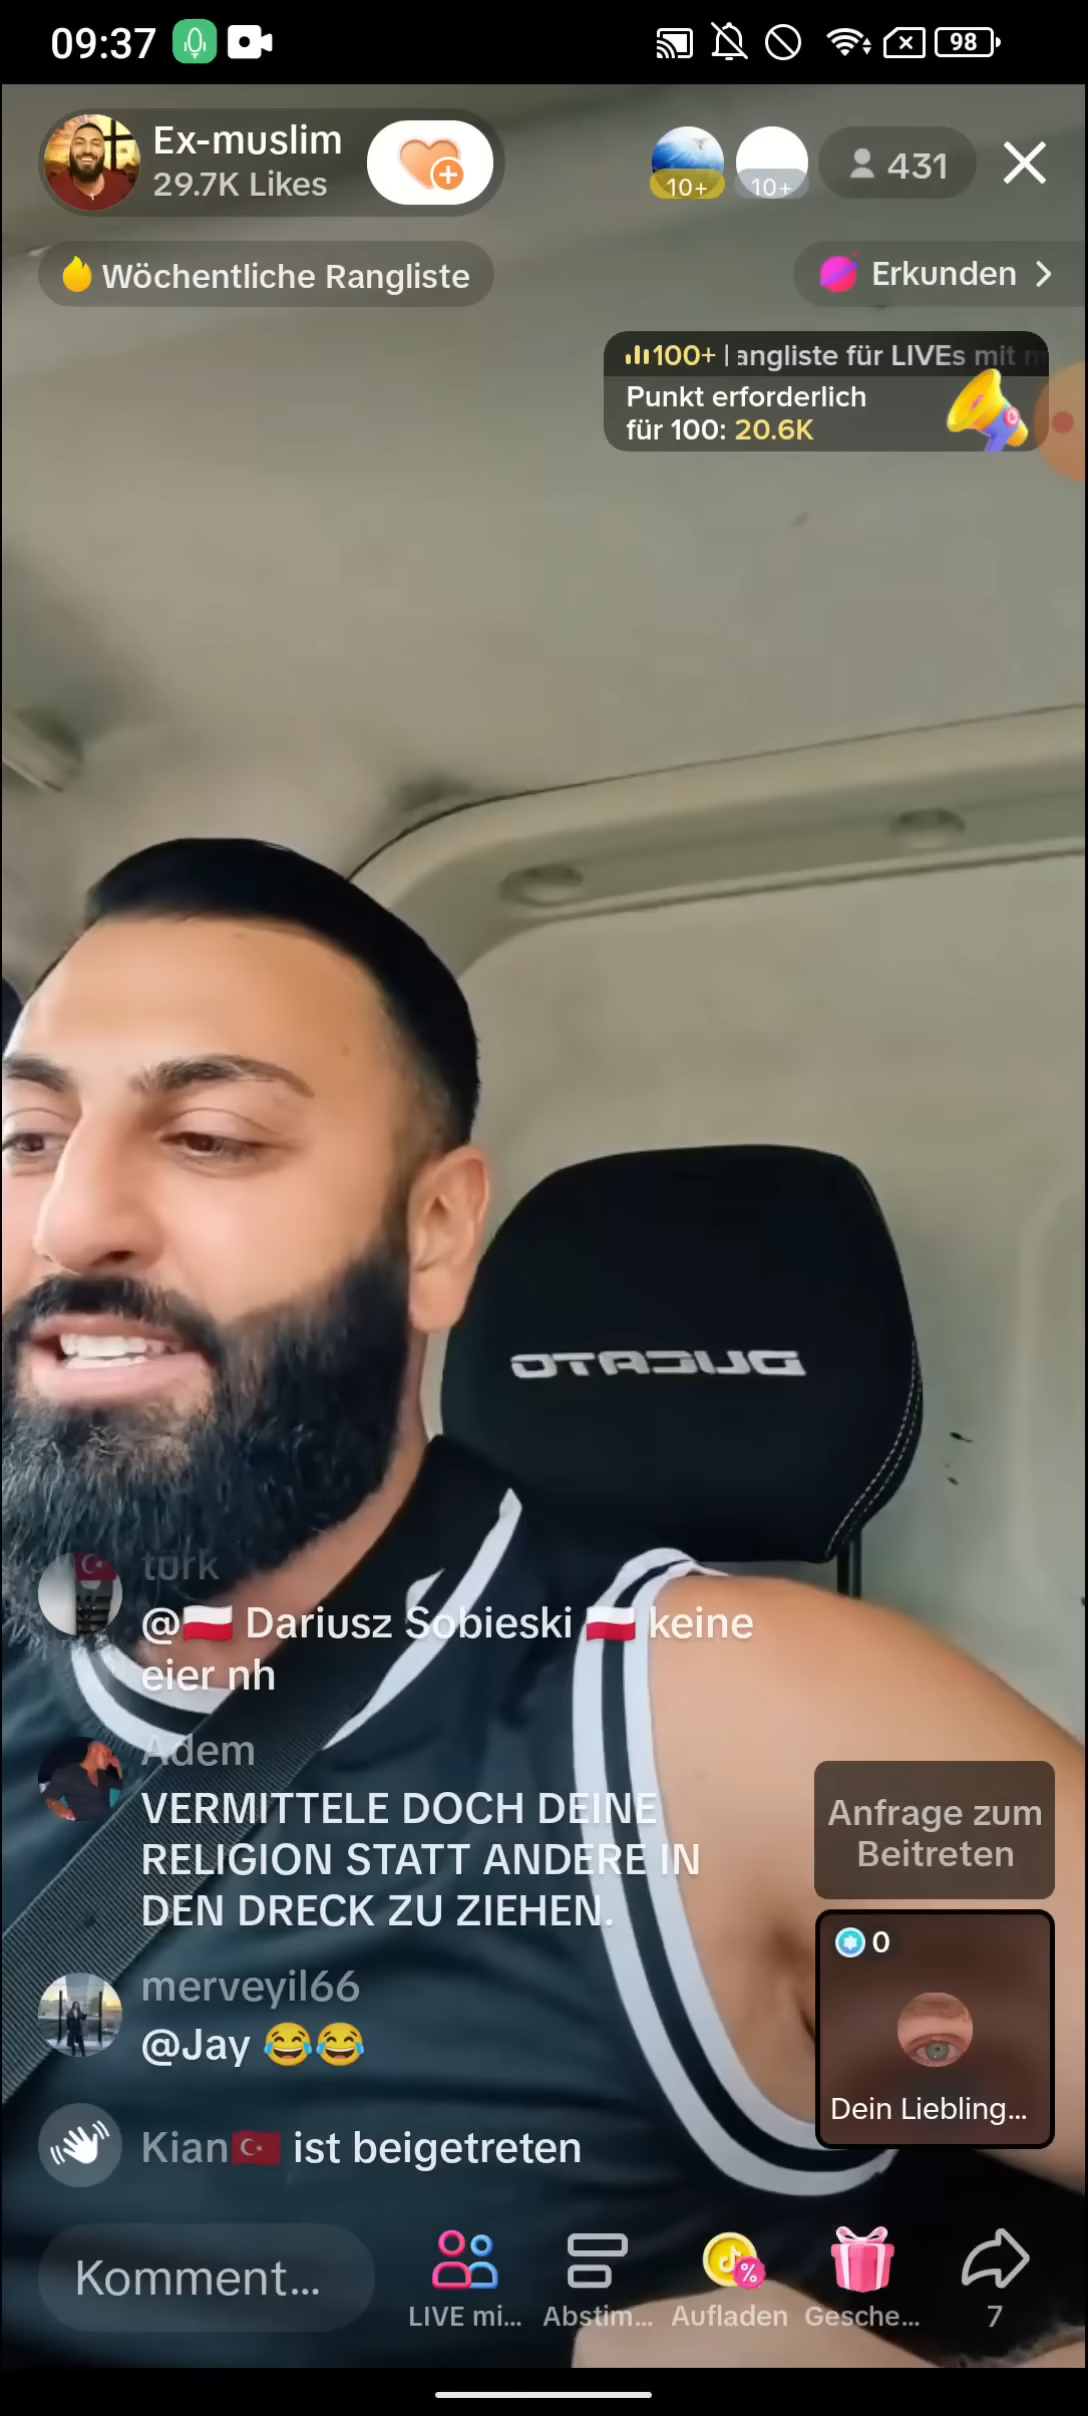 09:37
98
Ex-muslim
29.7K Likes
10+
10+
431
Wöchentliche Rangliste
Erkunden
100+ | angliste für LIVEs mit
Punkt erforderlich
für 100: 20.6K
DUCATO
türk
@🇵🇱 Dariusz Sobieski 🇵🇱 keine
eier nh
Adem
VERMITTELE DOCH DEINE
RELIGION STATT ANDERE IN
DEN DRECK ZU ZIEHEN.
Anfrage zum
Beitreten
0
Dein Liebling...
merveyil66
@Jay 😂😂
Kian🇹🇷 ist beigetreten
Komment...
LIVE mi...
Abstim...
Aufladen
Gesche...
7